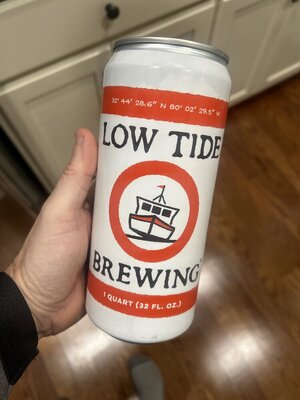 32° 44' 28.6" N 80° 02' 29.5" W
LOW TIDE
BREWING
1 QUART (32 FL. OZ.)